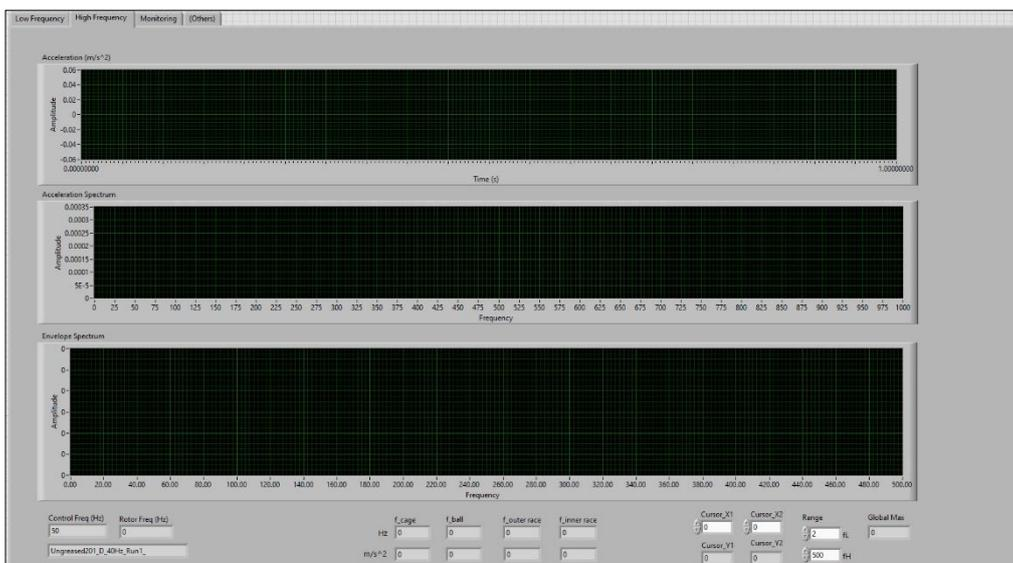 Low Frequency High Frequency Monitoring (Others)
Acceleration (m/s^2)
Amplitude
0.06
0.04
0.02
0
-0.02
-0.04
-0.06
0.00000000 1.00000000
Time (s)
Acceleration Spectrum
Amplitude
0.00035
0.0003
0.00025
0.0002
0.00015
0.0001
5E-5
0
0 25 50 75 100 125 150 175 200 225 250 275 300 325 350 375 400 425 450 475 500 525 550 575 600 625 650 675 700 725 750 775 800 825 850 875 900 925 950 975 1000
Frequency
Envelope Spectrum
Amplitude
0
0
0
0
0
0
0
0.00 20.00 40.00 60.00 80.00 100.00 120.00 140.00 160.00 180.00 200.00 220.00 240.00 260.00 280.00 300.00 320.00 340.00 360.00 380.00 400.00 420.00 440.00 460.00 480.00 500.00
Frequency
Control Freq (Hz) Rotor Freq (Hz) f_cage f_ball f_outer race f_inner race Cursor_X1 Cursor_X2 Range Global Max
50 0 Hz 0 0 0 0 0 0 2 fL 0
Ungreased201_D_40Hz_Run1_ m/s^2 0 0 0 0 Cursor_Y1 Cursor_Y2 500 fH
0 0